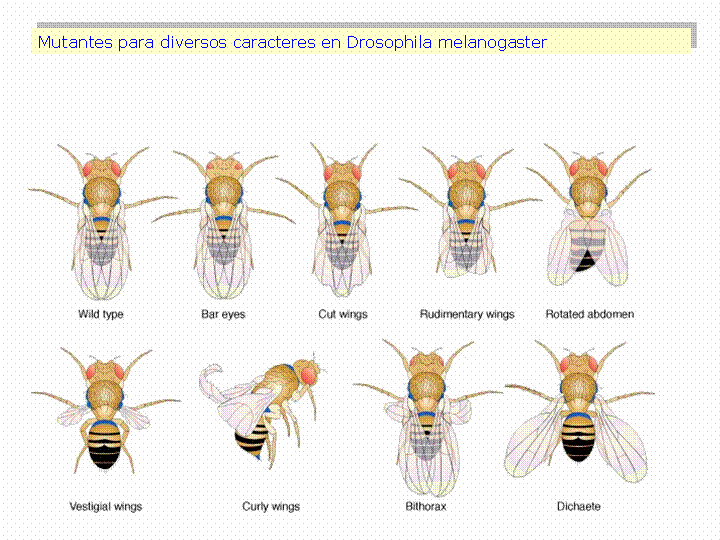 Mutantes para diversos caracteres en Drosophila melanogaster
Wild type
Bar eyes
Cut wings
Rudimentary wings
Rotated abdomen
Vestigial wings
Curly wings
Bithorax
Dichaete